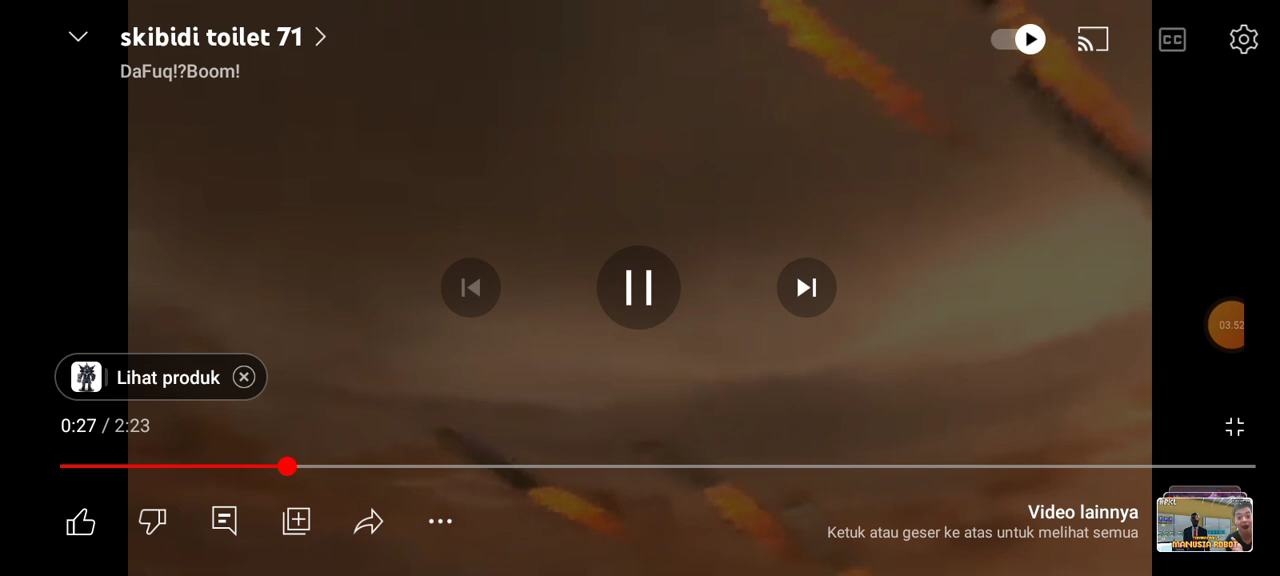 skibidi toilet 71
DaFuq!?Boom!
CC
03.52
Lihat produk
0:27 / 2:23
Video lainnya
Ketuk atau geser ke atas untuk melihat semua
MANUSIA ROBOT